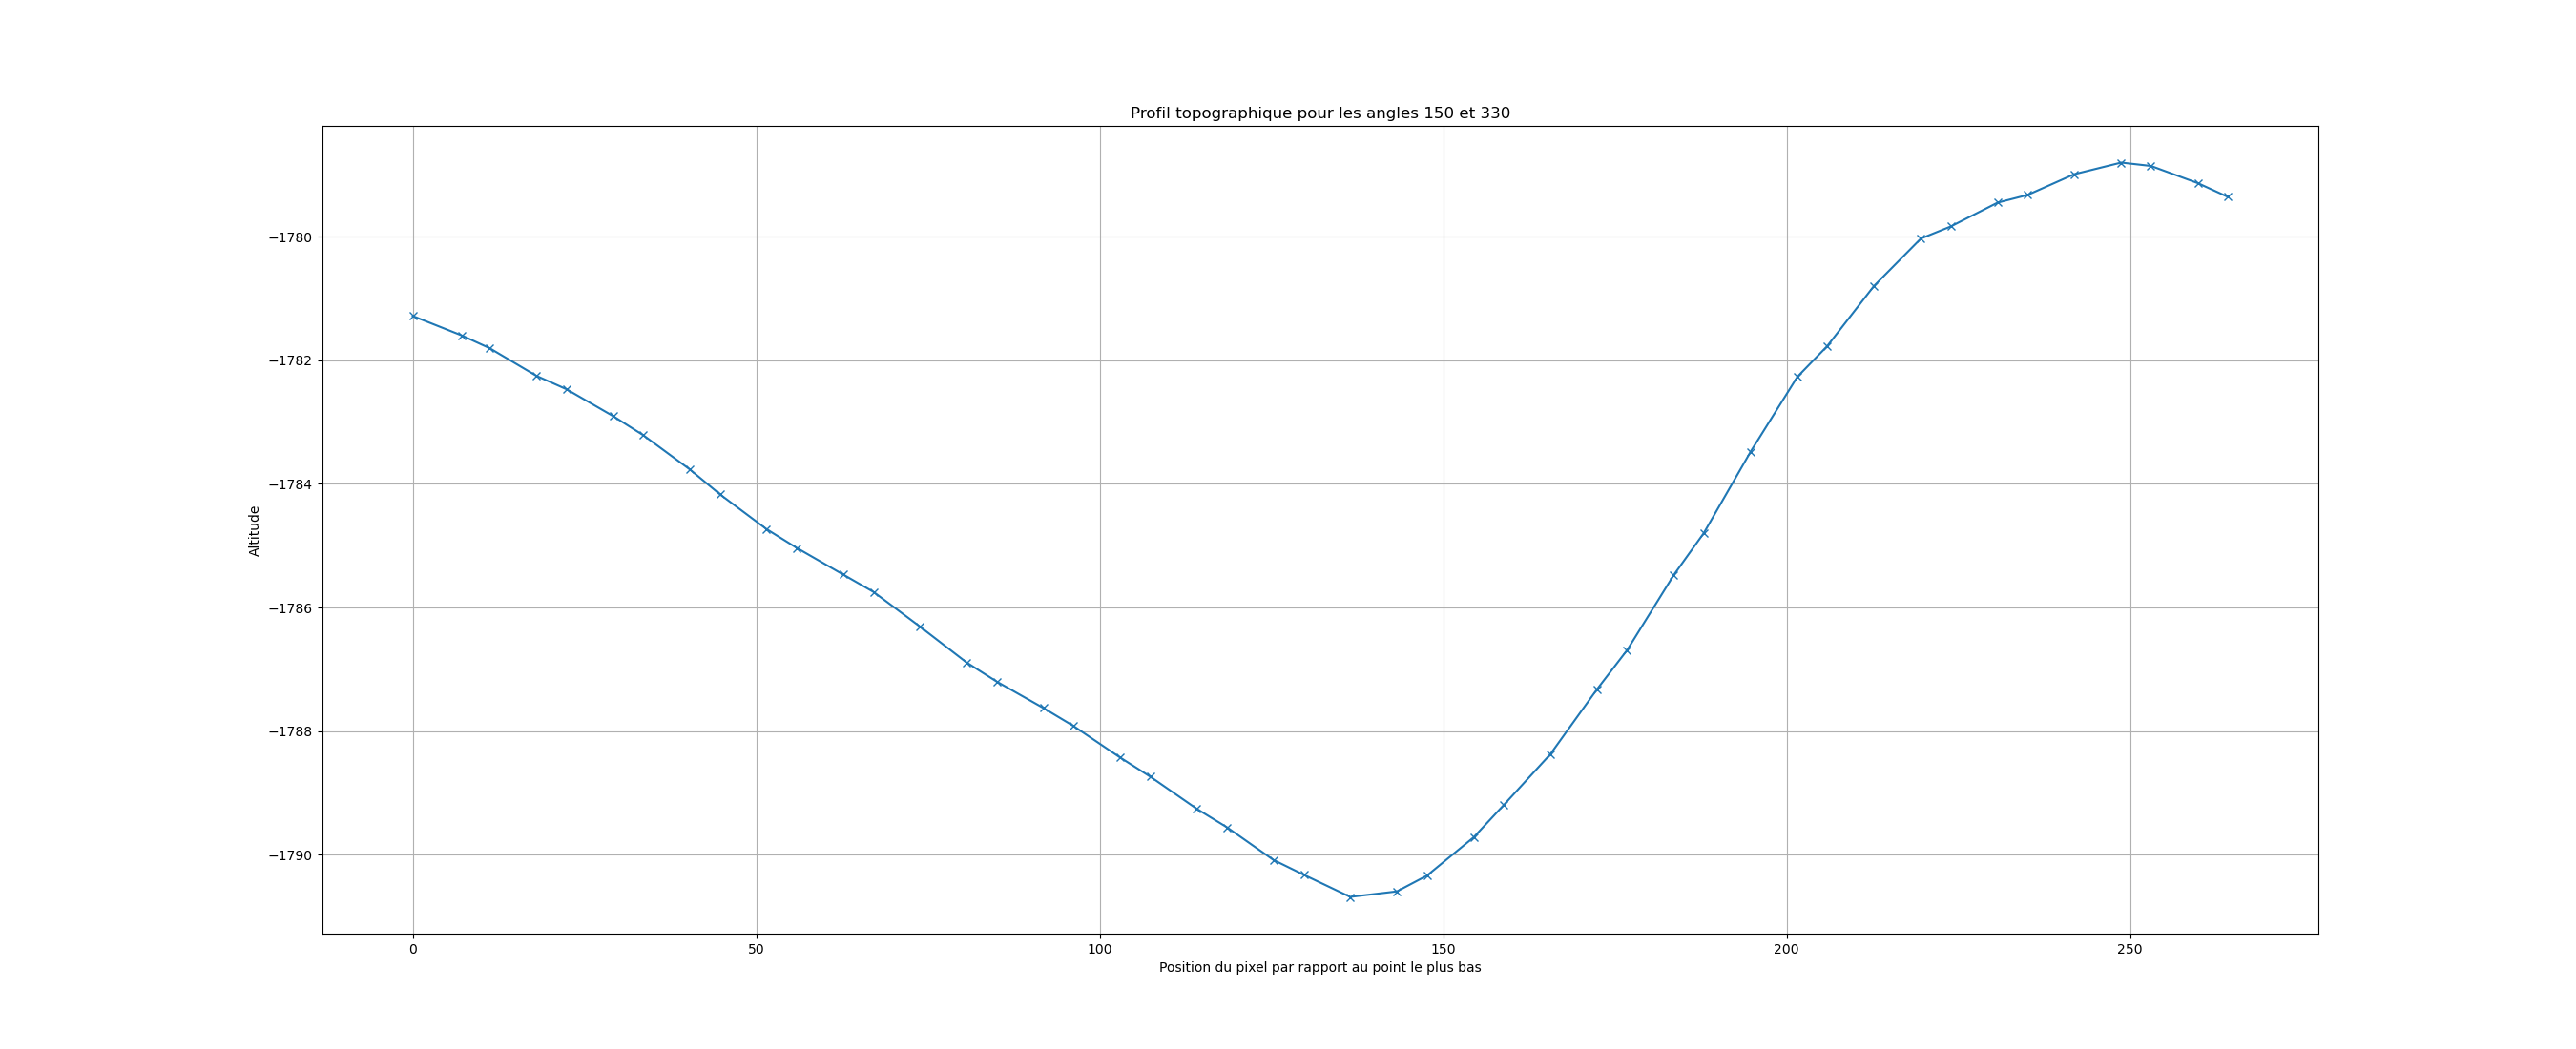 Profil topographique pour les angles 150 et 330
Altitude
−1780
−1782
−1784
−1786
−1788
−1790
0 50 100 150 200 250
Position du pixel par rapport au point le plus bas